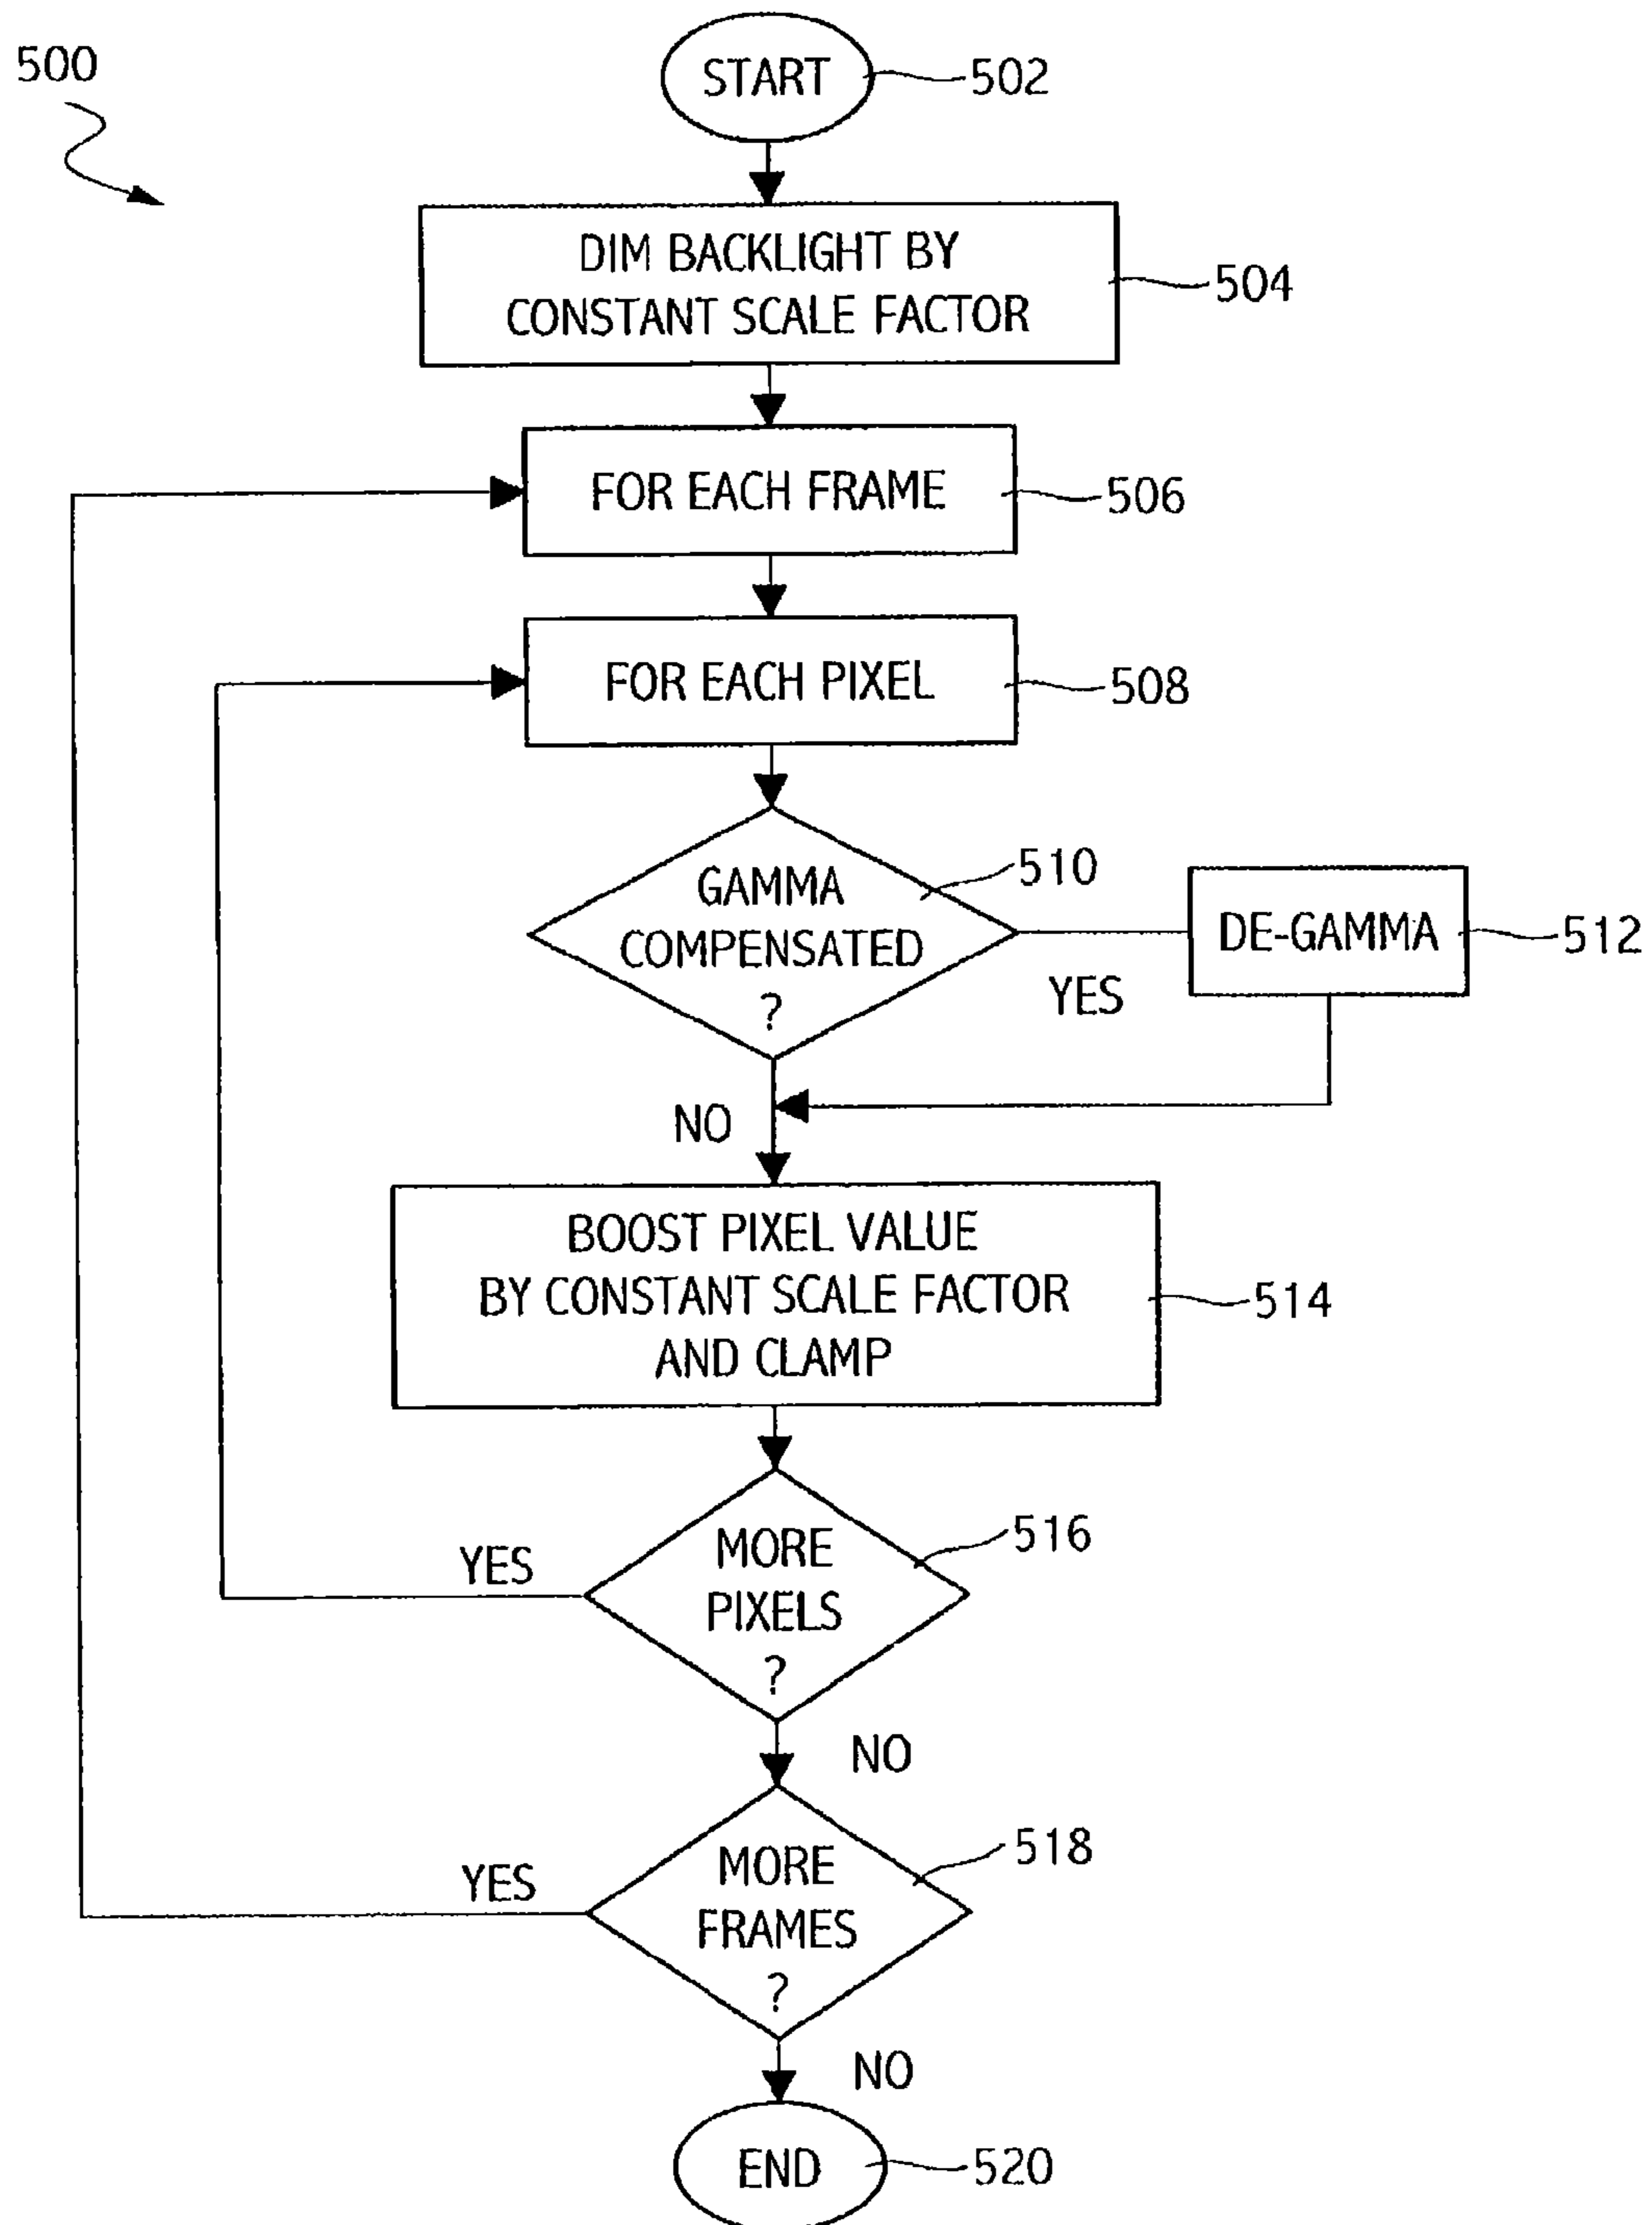 500
START
502
DIM BACKLIGHT BY
CONSTANT SCALE FACTOR
504
FOR EACH FRAME
506
FOR EACH PIXEL
508
GAMMA
COMPENSATED
?
510
YES
DE-GAMMA
512
NO
BOOST PIXEL VALUE
BY CONSTANT SCALE FACTOR
AND CLAMP
514
MORE
PIXELS
?
516
YES
NO
MORE
FRAMES
?
518
YES
NO
END
520